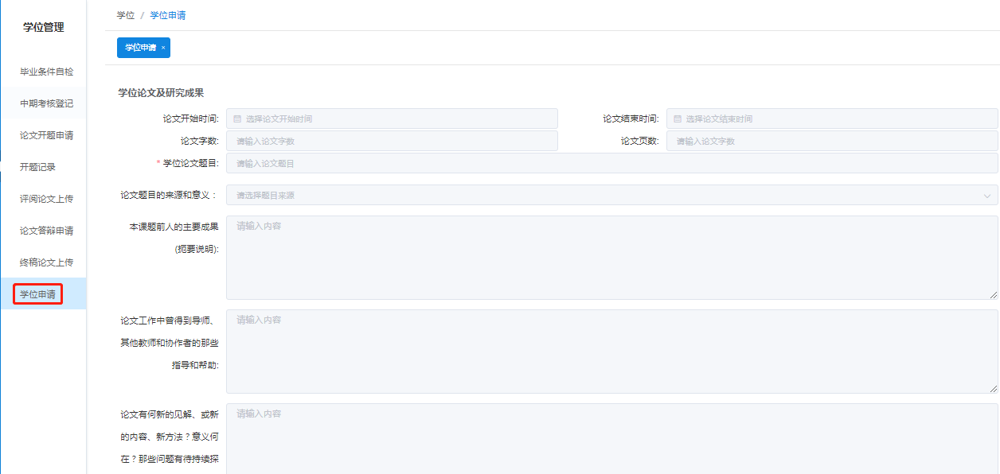 学位管理
毕业条件自检
中期考核登记
论文开题申请
开题记录
评阅论文上传
论文答辩申请
终稿论文上传
学位申请
学位 / 学位申请
学位申请 ×
学位论文及研究成果
论文开始时间: 选择论文开始时间 论文结束时间: 选择论文结束时间
论文字数: 请输入论文字数 论文页数: 请输入论文字数
* 学位论文题目: 请输入论文题目
论文题目的来源和意义： 请选择题目来源
本课题前人的主要成果 请输入内容
(扼要说明):
论文工作中曾得到导师、 请输入内容
其他教师和协作者的那些
指导和帮助:
论文有何新的见解、或新 请输入内容
的内容、新方法？意义何
在？那些问题有待持续探